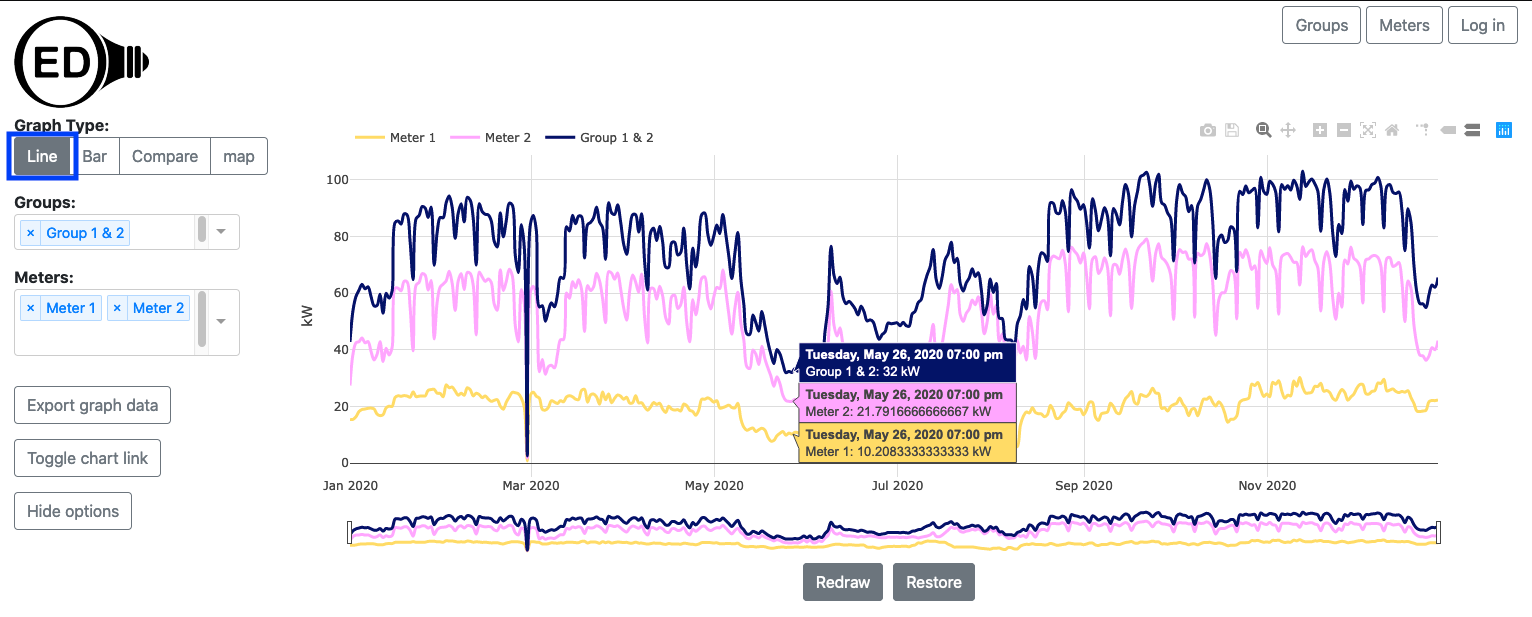 Groups Meters Log in
ED
Graph Type:
Line Bar Compare map
Groups:
× Group 1 & 2
Meters:
× Meter 1 × Meter 2
Export graph data
Toggle chart link
Hide options
Meter 1 Meter 2 Group 1 & 2
kW
100
80
60
40
20
0
Tuesday, May 26, 2020 07:00 pm
Group 1 & 2: 32 kW
Tuesday, May 26, 2020 07:00 pm
Meter 2: 21.7916666666667 kW
Tuesday, May 26, 2020 07:00 pm
Meter 1: 10.2083333333333 kW
Jan 2020 Mar 2020 May 2020 Jul 2020 Sep 2020 Nov 2020
Redraw Restore